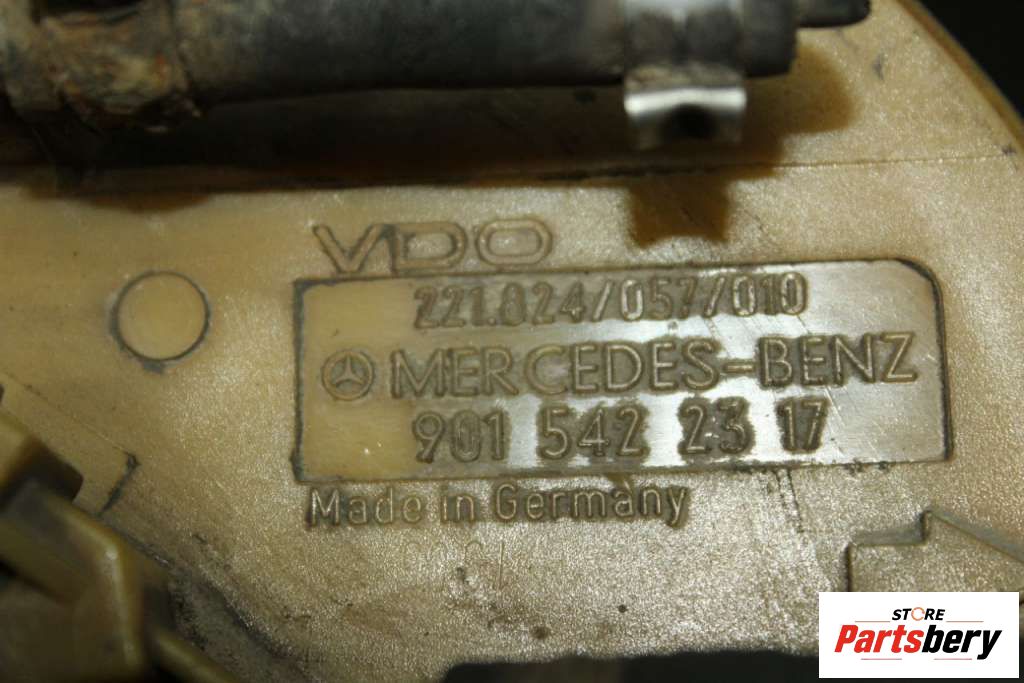 VDO
221.824/057/010
MERCEDES-BENZ
901 542 23 17
Made in Germany
STORE
Partsbery